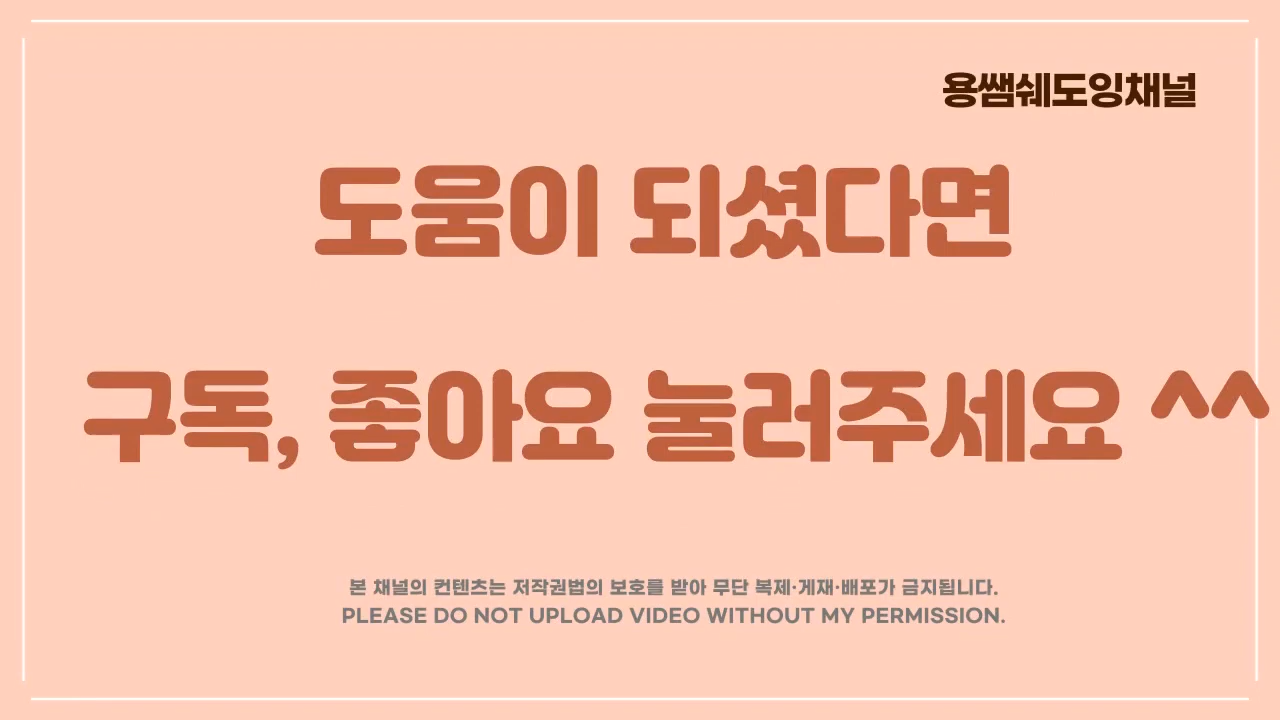 용쌤쉐도잉채널
도움이 되셨다면
구독, 좋아요 눌러주세요 ^^
본 채널의 컨텐츠는 저작권법의 보호를 받아 무단 복제·게재·배포가 금지됩니다.
PLEASE DO NOT UPLOAD VIDEO WITHOUT MY PERMISSION.